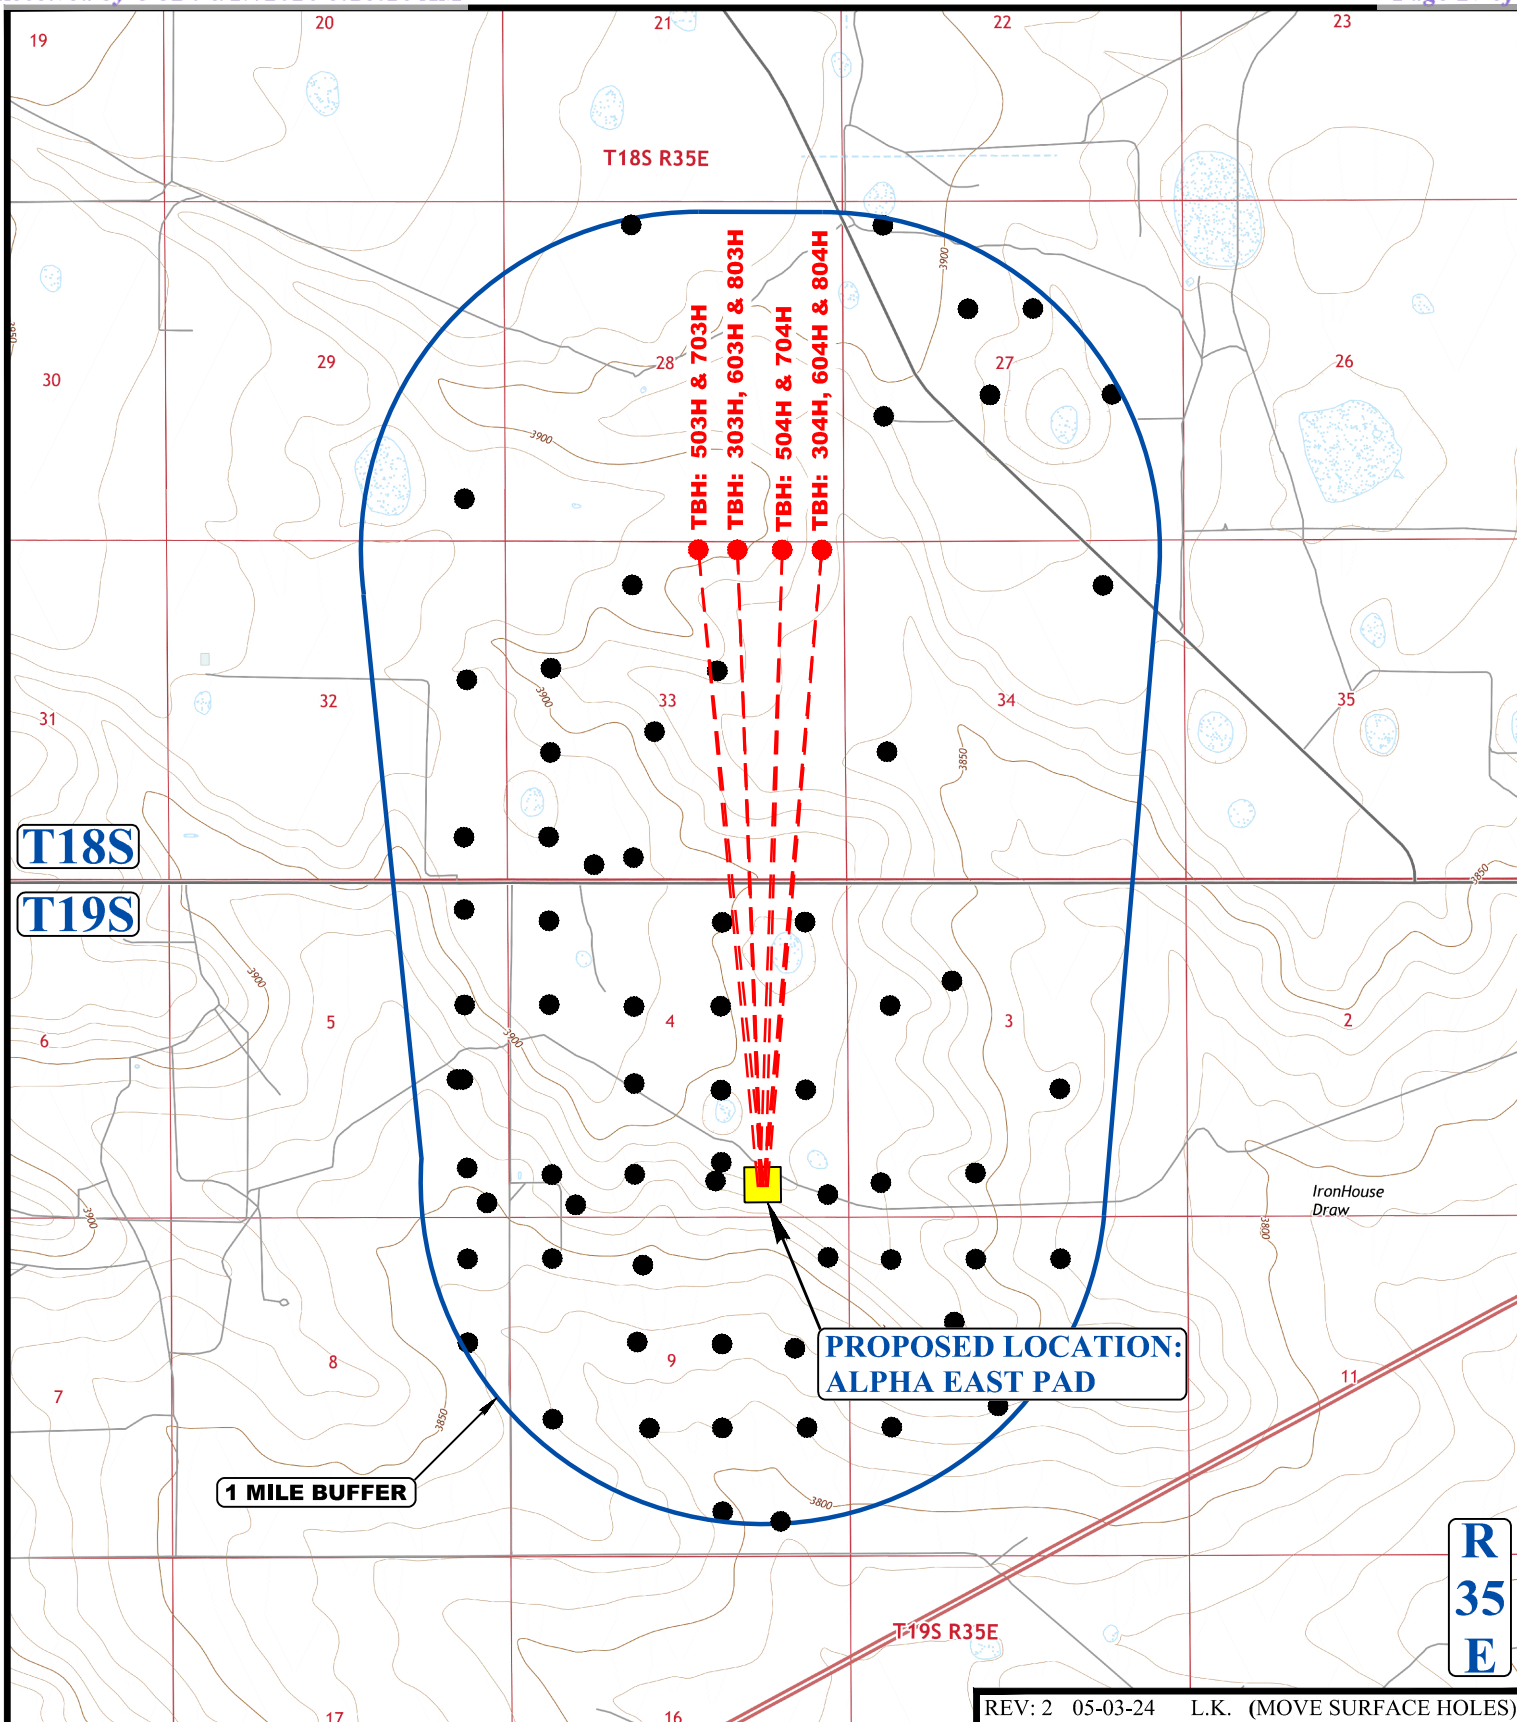 19
20
21
22
23
T18S R35E
3900
TBH: 503H & 703H
TBH: 303H, 603H & 803H
TBH: 504H & 704H
TBH: 304H, 604H & 804H
30
29
28
27
26
3900
31
32
33
34
35
3900
3850
T18S
T19S
3850
3900
6
5
4
3
2
3900
3900
IronHouse
Draw
3800
PROPOSED LOCATION:
ALPHA EAST PAD
7
8
9
11
3850
1 MILE BUFFER
3800
R
35
E
T19S R35E
17
16
REV: 2 05-03-24 L.K. (MOVE SURFACE HOLES)